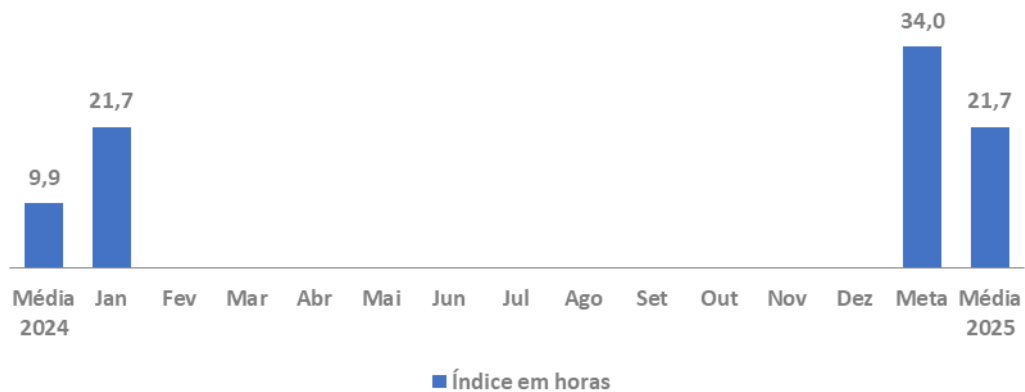 34,0
21,7
21,7
9,9
Média Jan Fev Mar Abr Mai Jun Jul Ago Set Out Nov Dez Meta Média
2024 2025
Índice em horas